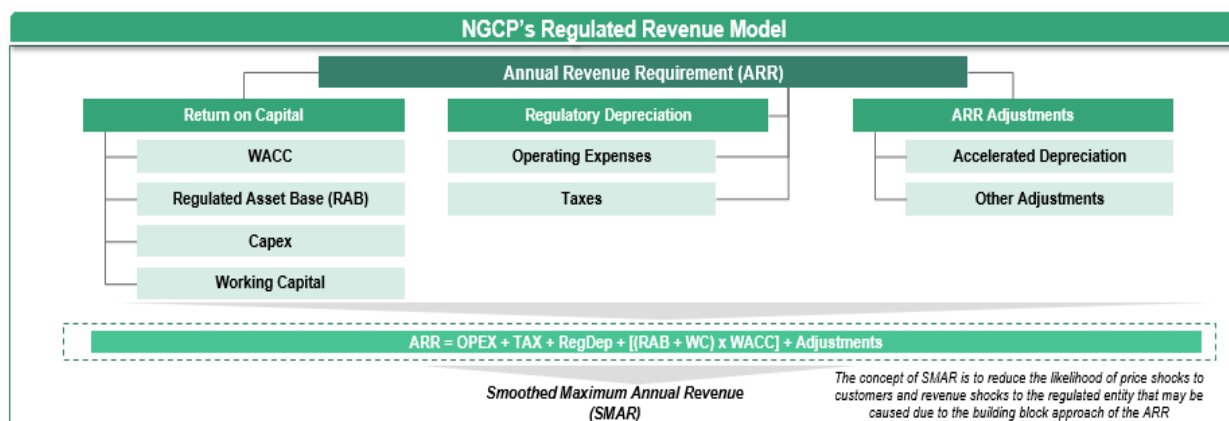 NGCP's Regulated Revenue Model
Annual Revenue Requirement (ARR)
Return on Capital
WACC
Regulated Asset Base (RAB)
Capex
Working Capital
Regulatory Depreciation
Operating Expenses
Taxes
ARR Adjustments
Accelerated Depreciation
Other Adjustments
ARR = OPEX + TAX + RegDep + [(RAB + WC) x WACC] + Adjustments
Smoothed Maximum Annual Revenue
(SMAR)
The concept of SMAR is to reduce the likelihood of price shocks to
customers and revenue shocks to the regulated entity that may be
caused due to the building block approach of the ARR